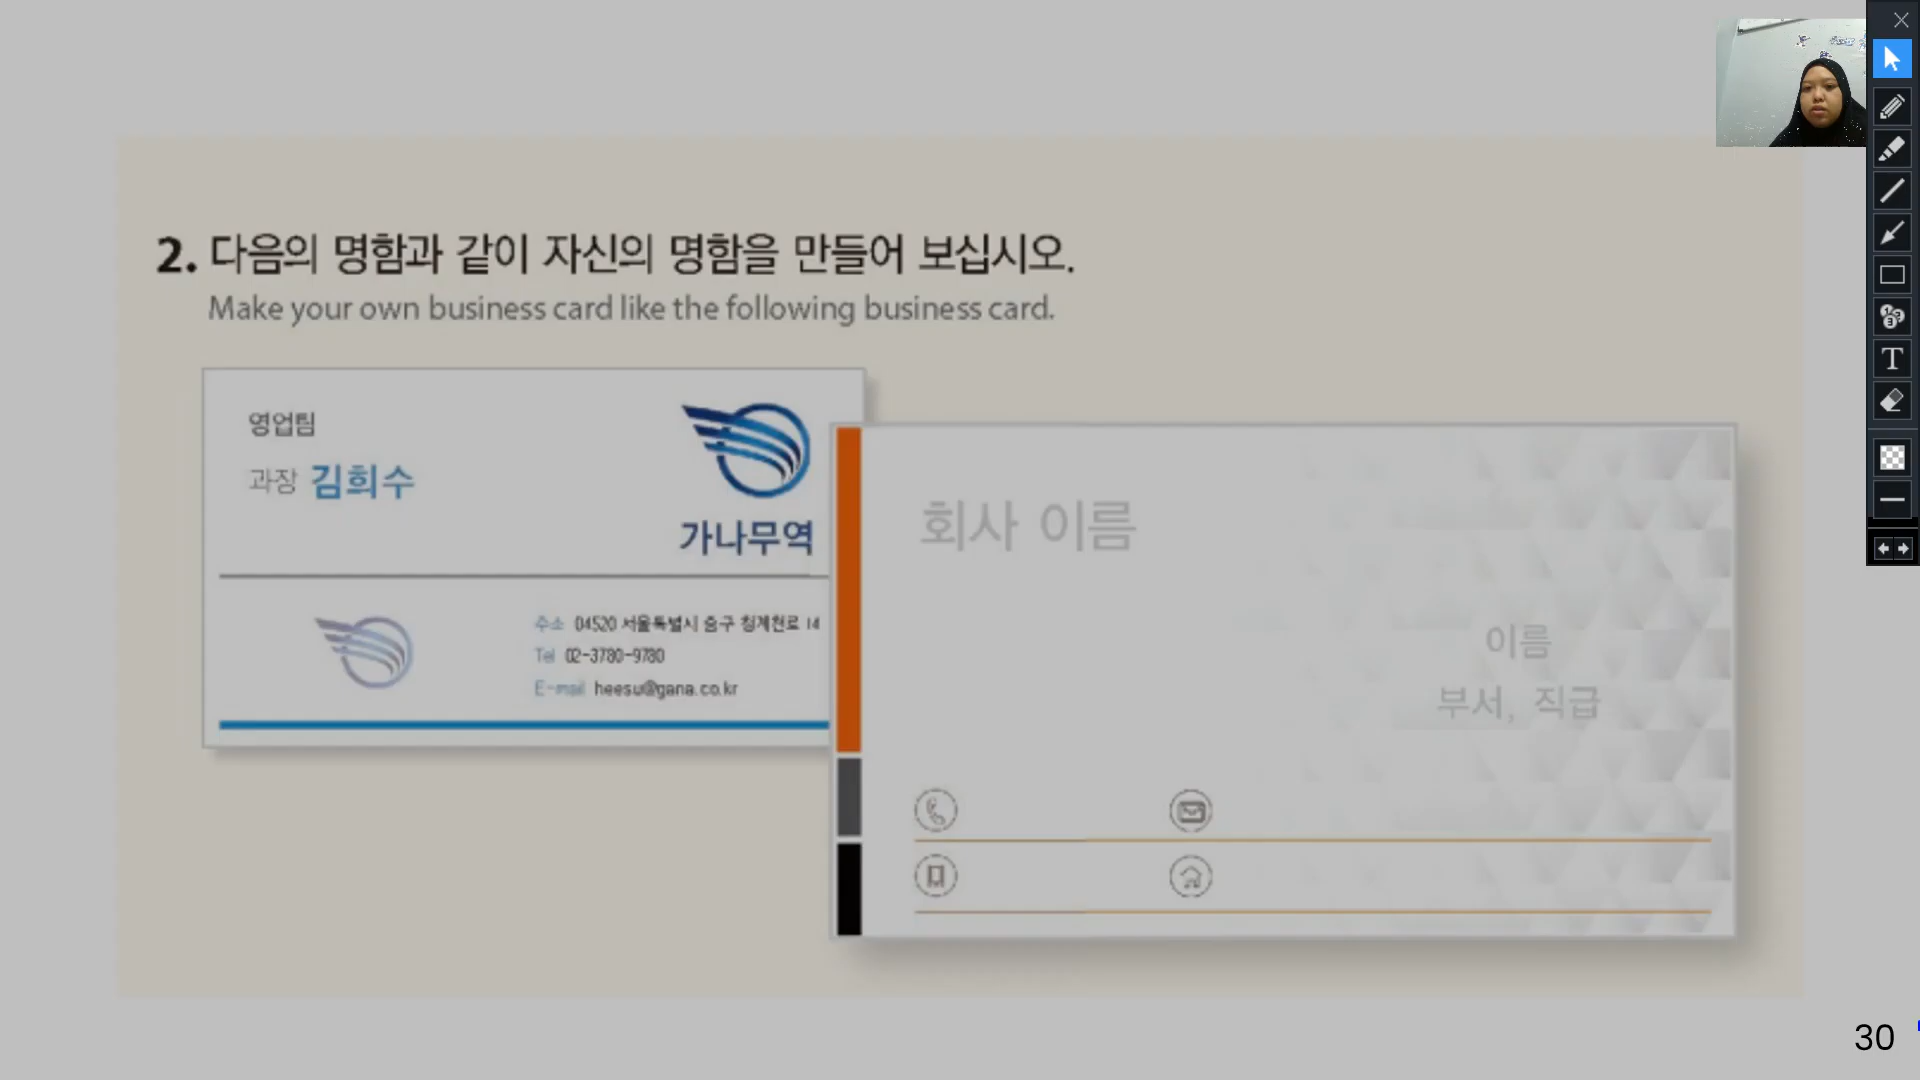 2. 다음의 명함과 같이 자신의 명함을 만들어 보십시오.
Make your own business card like the following business card.
영업팀
과장 김희수
가나무역
주소 04520 서울특별시 중구 청계천로 14
Tel 02-3780-9780
E-mail heesu@gana.co.kr
회사 이름
이름
부서, 직급
T
30